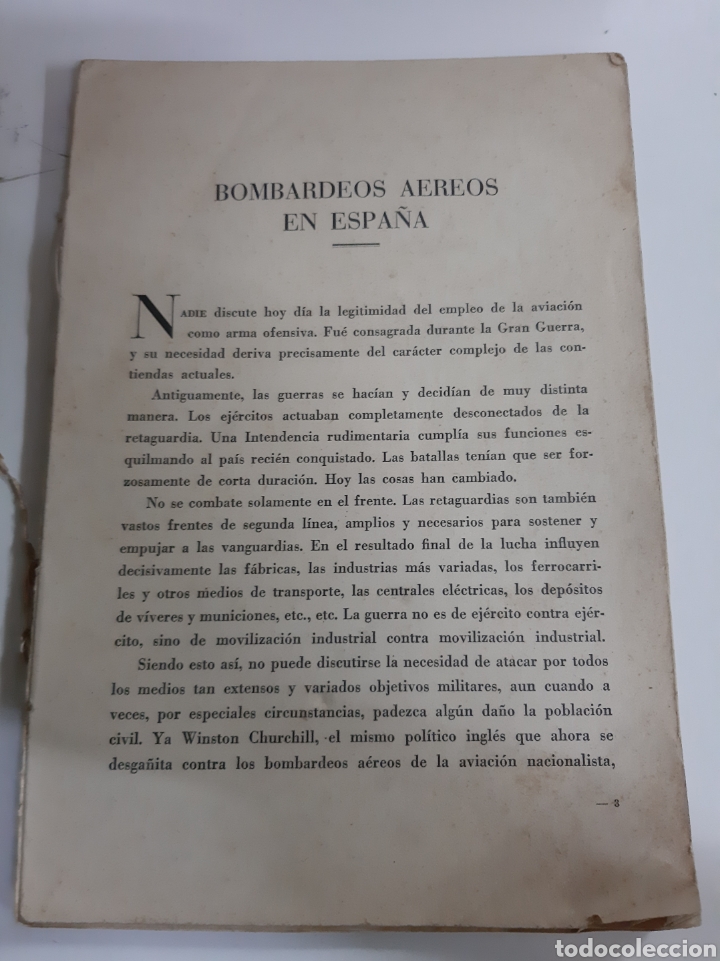 BOMBARDEOS AEREOS
EN ESPAÑA
NADIE discute hoy día la legitimidad del empleo de la aviación
como arma ofensiva. Fué consagrada durante la Gran Guerra,
y su necesidad deriva precisamente del carácter complejo de las con-
tiendas actuales.
Antiguamente, las guerras se hacían y decidían de muy distinta
manera. Los ejércitos actuaban completamente desconectados de la
retaguardia. Una Intendencia rudimentaria cumplía sus funciones es-
quilmando al país recién conquistado. Las batallas tenían que ser for-
zosamente de corta duración. Hoy las cosas han cambiado.
No se combate solamente en el frente. Las retaguardias son también
vastos frentes de segunda línea, amplios y necesarios para sostener y
empujar a las vanguardias. En el resultado final de la lucha influyen
decisivamente las fábricas, las industrias más variadas, los ferrocarri-
les y otros medios de transporte, las centrales eléctricas, los depósitos
de víveres y municiones, etc., etc. La guerra no es de ejército contra ejér-
cito, sino de movilización industrial contra movilización industrial.
Siendo esto así, no puede discutirse la necesidad de atacar por todos
los medios tan extensos y variados objetivos militares, aun cuando a
veces, por especiales circunstancias, padezca algún daño la población
civil. Ya Winston Churchill, el mismo político inglés que ahora se
desgañita contra los bombardeos aéreos de la aviación nacionalista,
— 3
todocoleccion